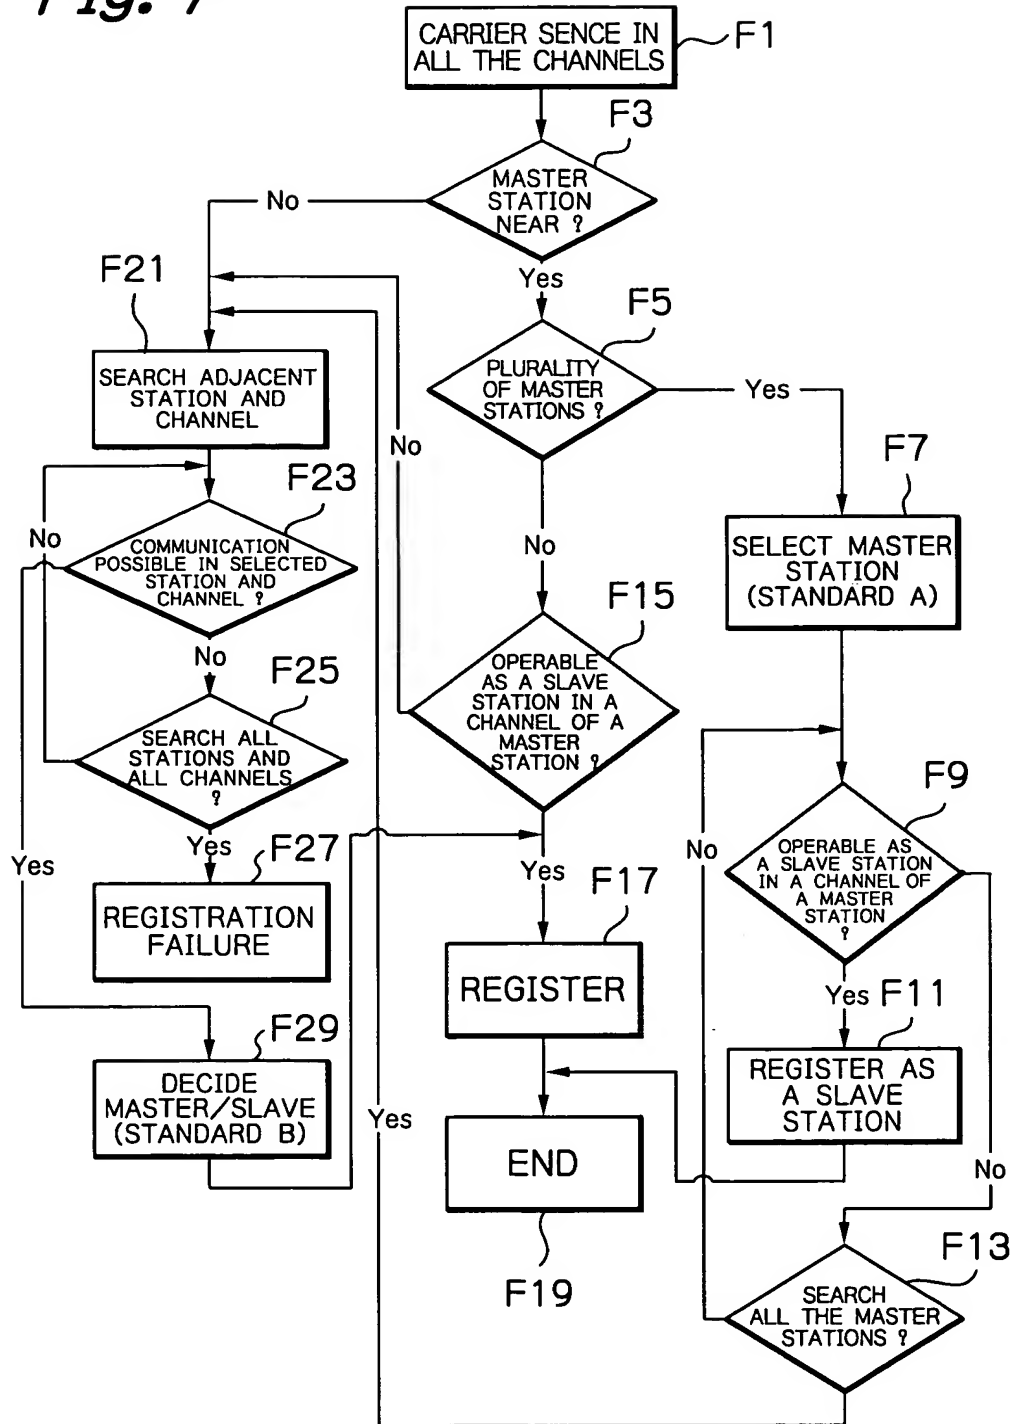 CARRIER SENCE IN
ALL THE CHANNELS
F1
F3
MASTER
STATION
NEAR ?
No
Yes
F21
F5
SEARCH ADJACENT
STATION AND
CHANNEL
PLURALITY
OF MASTER
STATIONS ?
Yes
No
F7
F23
No
COMMUNICATION
POSSIBLE IN SELECTED
STATION AND
CHANNEL ?
No
SELECT MASTER
STATION
(STANDARD A)
F15
No
F25
OPERABLE
AS A SLAVE
STATION IN A
CHANNEL OF A
MASTER
STATION ?
SEARCH ALL
STATIONS AND
ALL CHANNELS
?
F9
Yes
F27
Yes
No
OPERABLE AS
A SLAVE STATION
IN A CHANNEL OF
A MASTER
STATION
?
Yes
F17
REGISTRATION
FAILURE
REGISTER
Yes
F11
F29
DECIDE
MASTER/SLAVE
(STANDARD B)
Yes
REGISTER AS
A SLAVE
STATION
END
No
F19
F13
SEARCH
ALL THE MASTER
STATIONS ?